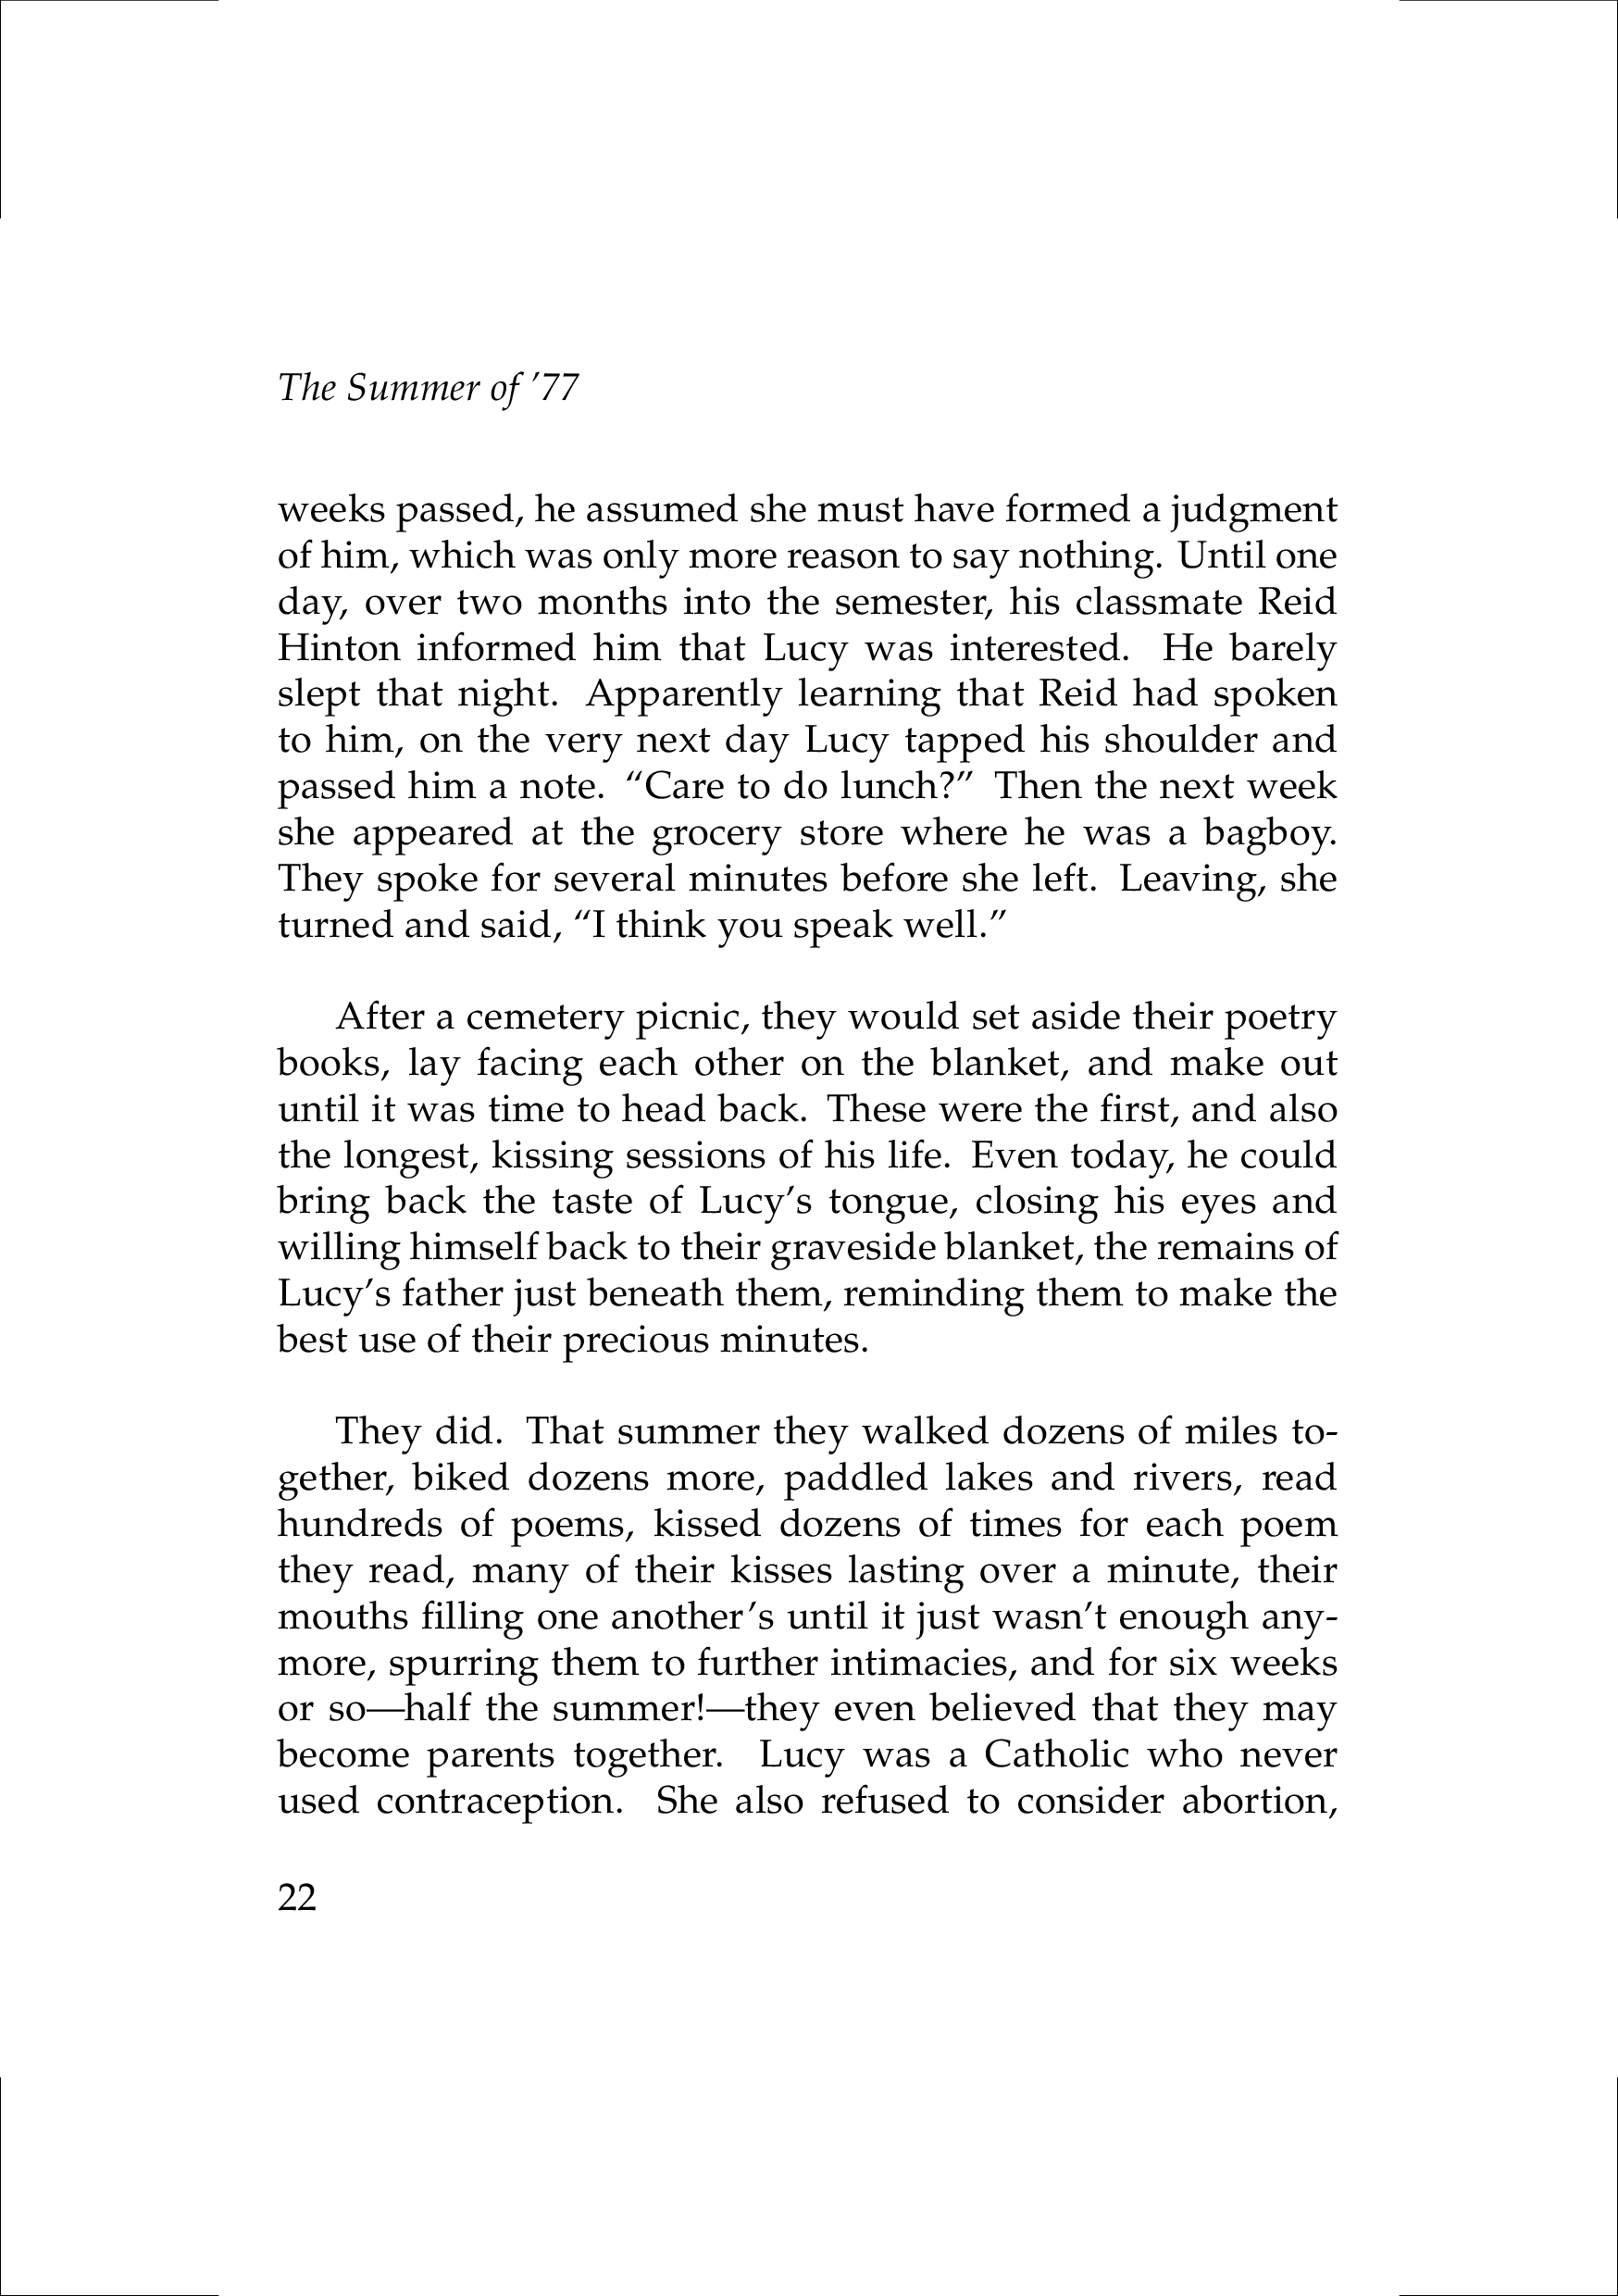 The Summer of ’77
weeks passed, he assumed she must have formed a judgment
of him, which was only more reason to say nothing. Until one
day, over two months into the semester, his classmate Reid
Hinton informed him that Lucy was interested. He barely
slept that night. Apparently learning that Reid had spoken
to him, on the very next day Lucy tapped his shoulder and
passed him a note. “Care to do lunch?” Then the next week
she appeared at the grocery store where he was a bagboy.
They spoke for several minutes before she left. Leaving, she
turned and said, “I think you speak well.”
After a cemetery picnic, they would set aside their poetry
books, lay facing each other on the blanket, and make out
until it was time to head back. These were the first, and also
the longest, kissing sessions of his life. Even today, he could
bring back the taste of Lucy’s tongue, closing his eyes and
willing himself back to their graveside blanket, the remains of
Lucy’s father just beneath them, reminding them to make the
best use of their precious minutes.
They did. That summer they walked dozens of miles to-
gether, biked dozens more, paddled lakes and rivers, read
hundreds of poems, kissed dozens of times for each poem
they read, many of their kisses lasting over a minute, their
mouths filling one another’s until it just wasn’t enough any-
more, spurring them to further intimacies, and for six weeks
or so—half the summer!—they even believed that they may
become parents together. Lucy was a Catholic who never
used contraception. She also refused to consider abortion,
22